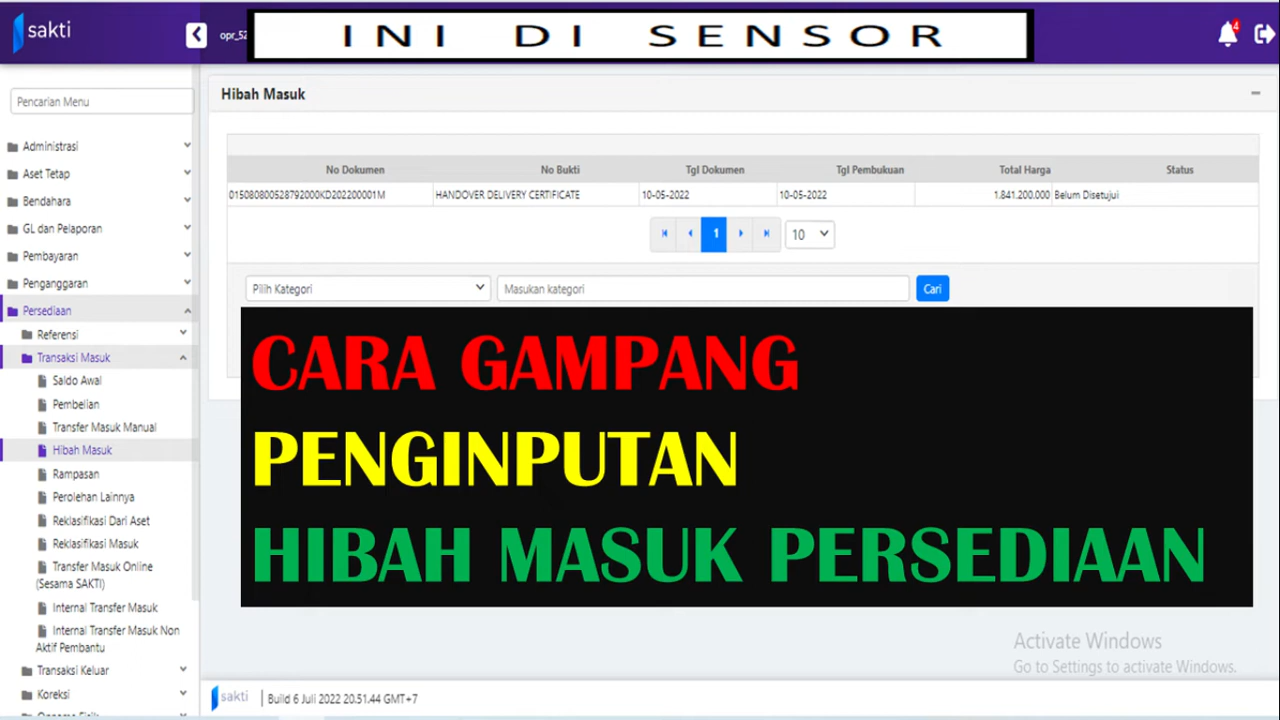 sakti
opr_52
INI DI SENSOR
4
Pencarian Menu
Administrasi
Aset Tetap
Bendahara
GL dan Pelaporan
Pembayaran
Penganggaran
Persediaan
Referensi
Transaksi Masuk
Saldo Awal
Pembelian
Transfer Masuk Manual
Hibah Masuk
Rampasan
Perolehan Lainnya
Reklasifikasi Dari Aset
Reklasifikasi Masuk
Transfer Masuk Online
(Sesama SAKTI)
Internal Transfer Masuk
Internal Transfer Masuk Non
Aktif Pembantu
Transaksi Keluar
Koreksi
Opname Fisik
Hibah Masuk
No Dokumen No Bukti Tgl Dokumen Tgl Pembukuan Total Harga Status
015080800528792000KD202200001M HANDOVER DELIVERY CERTIFICATE 10-05-2022 10-05-2022 1.841.200.000 Belum Disetujui
1 10
Pilih Kategori Masukan kategori Cari
CARA GAMPANG
PENGINPUTAN
HIBAH MASUK PERSEDIAAN
Activate Windows
Go to Settings to activate Windows.
sakti Build 6 Juli 2022 20.51.44 GMT+7